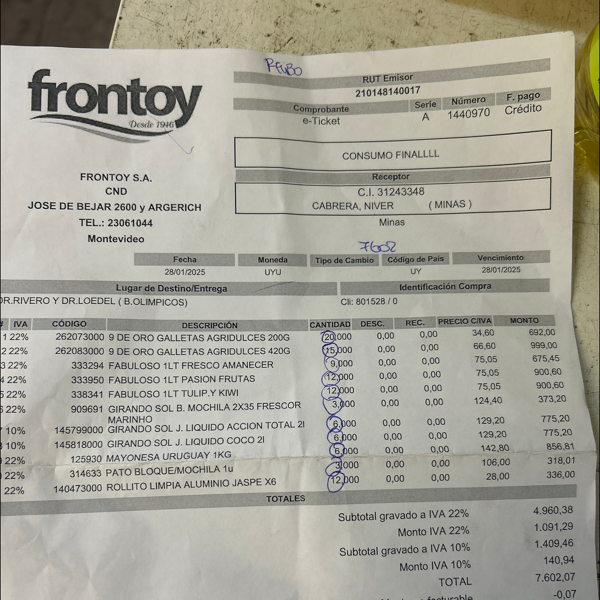 RUBO
frontoy
Desde 1946
RUT Emisor
210148140017
Comprobante Serie Número F. pago
e-Ticket A 1440970 Crédito
CONSUMO FINALLLL
FRONTOY S.A.
CND
JOSE DE BEJAR 2600 y ARGERICH
TEL.: 23061044
Montevideo
Receptor
C.I. 31243348
CABRERA, NIVER ( MINAS )
Minas
7602
Fecha Moneda Tipo de Cambio Código de País Vencimiento
28/01/2025 UYU UY 28/01/2025
Lugar de Destino/Entrega Identificación Compra
DR.RIVERO Y DR.LOEDEL ( B.OLIMPICOS) Cli: 801528 / 0
# IVA CÓDIGO DESCRIPCIÓN CANTIDAD DESC. REC. PRECIO C/IVA MONTO
1 22% 262073000 9 DE ORO GALLETAS AGRIDULCES 200G 20,000 0,00 0,00 34,60 692,00
2 22% 262083000 9 DE ORO GALLETAS AGRIDULCES 420G 15,000 0,00 0,00 66,60 999,00
3 22% 333294 FABULOSO 1LT FRESCO AMANECER 9,000 0,00 0,00 75,05 675,45
4 22% 333950 FABULOSO 1LT PASION FRUTAS 12,000 0,00 0,00 75,05 900,60
5 22% 338341 FABULOSO 1LT TULIP.Y KIWI 12,000 0,00 0,00 75,05 900,60
6 22% 909691 GIRANDO SOL B. MOCHILA 2X35 FRESCOR MARINHO 3,000 0,00 0,00 124,40 373,20
7 10% 145799000 GIRANDO SOL J. LIQUIDO ACCION TOTAL 2l 6,000 0,00 0,00 129,20 775,20
8 10% 145818000 GIRANDO SOL J. LIQUIDO COCO 2l 6,000 0,00 0,00 129,20 775,20
22% 125930 MAYONESA URUGUAY 1KG 6,000 0,00 0,00 142,80 856,81
22% 314633 PATO BLOQUE/MOCHILA 1u 3,000 0,00 0,00 106,00 318,01
22% 140473000 ROLLITO LIMPIA ALUMINIO JASPE X6 12,000 0,00 0,00 28,00 336,00
TOTALES
Subtotal gravado a IVA 22% 4.960,38
Monto IVA 22% 1.091,29
Subtotal gravado a IVA 10% 1.409,46
Monto IVA 10% 140,94
TOTAL 7.602,07
facturable -0,07